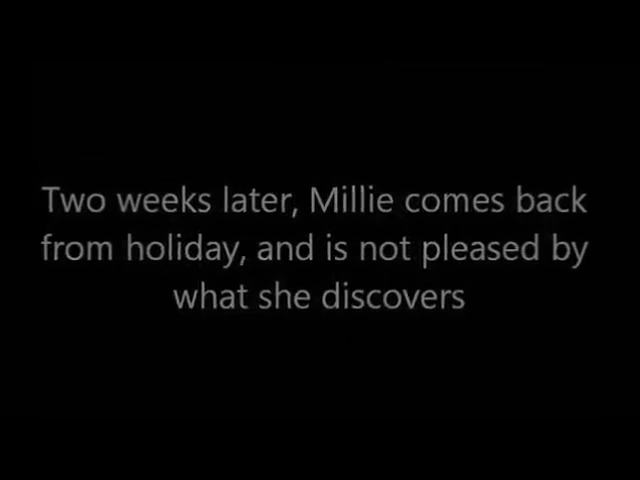 Two weeks later, Millie comes back
from holiday, and is not pleased by
what she discovers